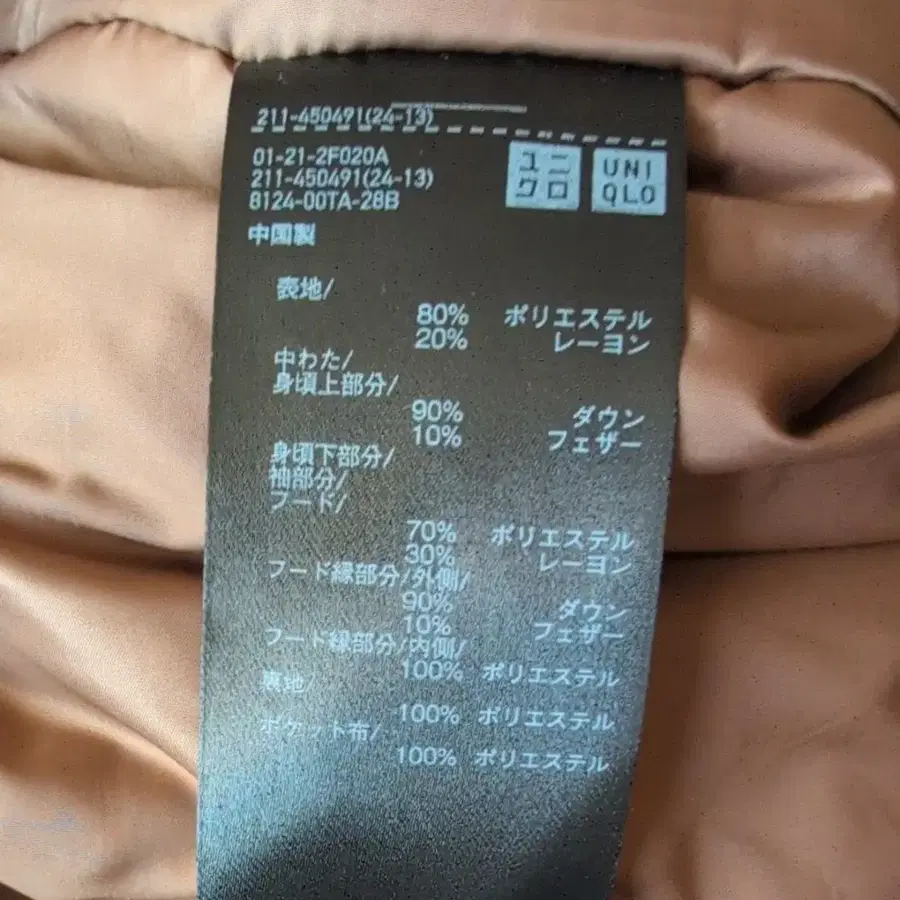 211-450491(24-13)
01-21-2F020A
211-450491(24-13)
8124-00TA-28B
ユニ
クロ
UNI
QLO
中国製
表地/
80% ポリエステル
20% レーヨン
中わた/
身頃上部分/
90% ダウン
10% フェザー
身頃下部分/
袖部分/
フード/
70% ポリエステル
30% レーヨン
フード縁部分/外側/
90% ダウン
10% フェザー
フード縁部分/内側/
100% ポリエステル
裏地/
100% ポリエステル
ポケット布/
100% ポリエステル